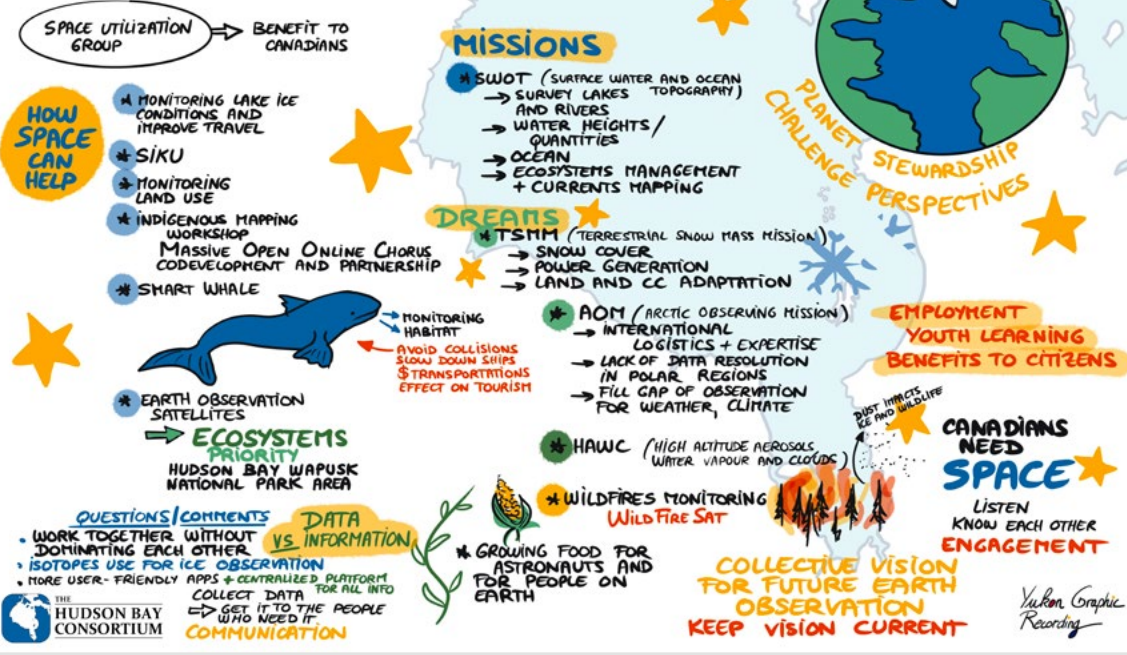 SPACE UTILIZATION
GROUP
BENEFIT TO
CANADIANS
HOW
SPACE
CAN
HELP
MONITORING LAKE ICE
CONDITIONS AND
IMPROVE TRAVEL
SIKU
MONITORING
LAND USE
INDIGENOUS MAPPING
WORKSHOP
MASSIVE OPEN ONLINE CHORUS
CODEVELOPMENT AND PARTNERSHIP
SMART WHALE
MONITORING
HABITAT
AVOID COLLISIONS
SLOW DOWN SHIPS
$ TRANSPORTATIONS
EFFECT ON TOURISM
EARTH OBSERVATION
SATELLITES
ECOSYSTEMS
PRIORITY
HUDSON BAY WAPUSK
NATIONAL PARK AREA
QUESTIONS/COMMENTS
• WORK TOGETHER WITHOUT
DOMINATING EACH OTHER
• ISOTOPES USE FOR ICE OBSERVATION
• MORE USER-FRIENDLY APPS + CENTRALIZED PLATFORM
FOR ALL INFO
COLLECT DATA
GET IT TO THE PEOPLE
WHO NEED IT
COMMUNICATION
DATA
VS INFORMATION
THE
HUDSON BAY
CONSORTIUM
MISSIONS
SWOT (SURFACE WATER AND OCEAN
TOPOGRAPHY)
SURVEY LAKES
AND RIVERS
WATER HEIGHTS/
QUANTITIES
OCEAN
ECOSYSTEMS MANAGEMENT
+ CURRENTS MAPPING
DREAMS
TSMM (TERRESTRIAL SNOW MASS MISSION)
SNOW COVER
POWER GENERATION
LAND AND CC ADAPTATION
AOM (ARCTIC OBSERVING MISSION)
INTERNATIONAL
LOGISTICS + EXPERTISE
LACK OF DATA RESOLUTION
IN POLAR REGIONS
FILL GAP OF OBSERVATION
FOR WEATHER, CLIMATE
HAWC (HIGH ALTITUDE AEROSOLS,
WATER VAPOUR AND CLOUDS)
WILDFIRES MONITORING
WILDFIRE SAT
GROWING FOOD FOR
ASTRONAUTS AND
FOR PEOPLE ON
EARTH
PLANET STEWARDSHIP
CHALLENGE PERSPECTIVES
EMPLOYMENT
YOUTH LEARNING
BENEFITS TO CITIZENS
DUST IMPACTS
ICE AND WILDLIFE
CANADIANS
NEED
SPACE
LISTEN
KNOW EACH OTHER
ENGAGEMENT
COLLECTIVE VISION
FOR FUTURE EARTH
OBSERVATION
KEEP VISION CURRENT
Yukon Graphic
Recording